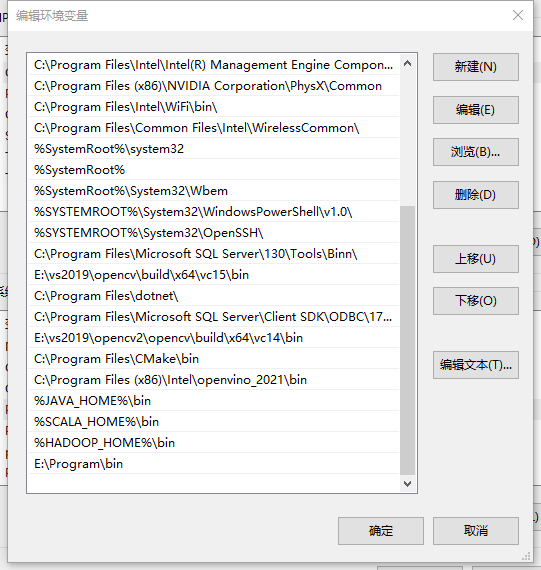 编辑环境变量
C:\Program Files\Intel\Intel(R) Management Engine Compon...
C:\Program Files (x86)\NVIDIA Corporation\PhysX\Common
C:\Program Files\Intel\WiFi\bin\
C:\Program Files\Common Files\Intel\WirelessCommon\
%SystemRoot%\system32
%SystemRoot%
%SystemRoot%\System32\Wbem
%SYSTEMROOT%\System32\WindowsPowerShell\v1.0\
%SYSTEMROOT%\System32\OpenSSH\
C:\Program Files\Microsoft SQL Server\130\Tools\Binn\
E:\vs2019\opencv\build\x64\vc15\bin
C:\Program Files\dotnet\
C:\Program Files\Microsoft SQL Server\Client SDK\ODBC\17...
E:\vs2019\opencv2\opencv\build\x64\vc14\bin
C:\Program Files\CMake\bin
C:\Program Files (x86)\Intel\openvino_2021\bin
%JAVA_HOME%\bin
%SCALA_HOME%\bin
%HADOOP_HOME%\bin
E:\Program\bin
新建(N)
编辑(E)
浏览(B)...
删除(D)
上移(U)
下移(O)
编辑文本(T)...
确定
取消